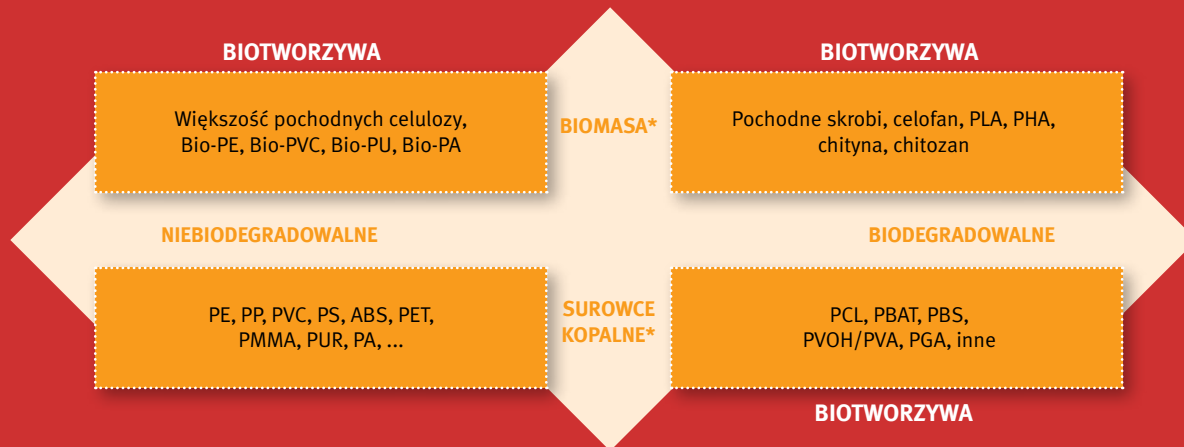 BIOTWORZYWA
Większość pochodnych celulozy,
Bio-PE, Bio-PVC, Bio-PU, Bio-PA
BIOMASA*
BIOTWORZYWA
Pochodne skrobi, celofan, PLA, PHA,
chityna, chitozan
NIEBIODEGRADOWALNE
BIODEGRADOWALNE
PE, PP, PVC, PS, ABS, PET,
PMMA, PUR, PA, ...
SUROWCE
KOPALNE*
PCL, PBAT, PBS,
PVOH/PVA, PGA, inne
BIOTWORZYWA